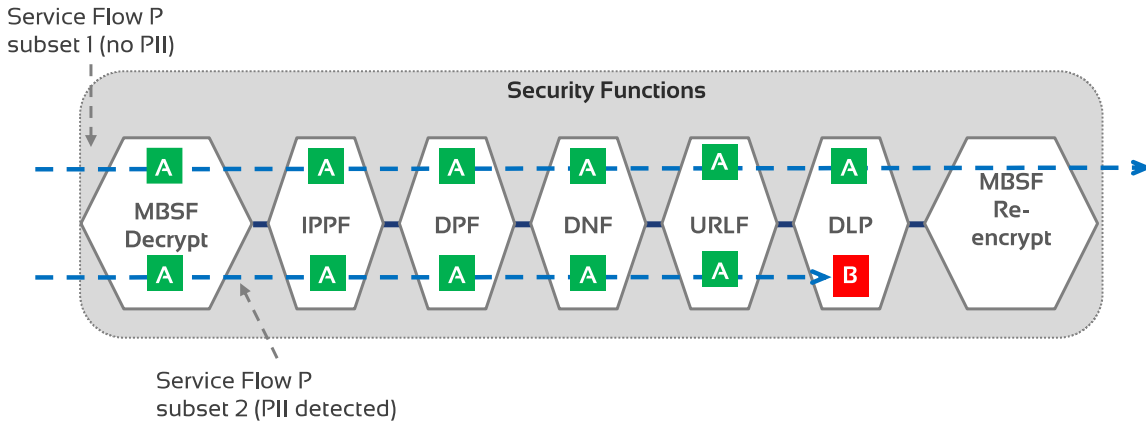 Service Flow P
subset 1 (no PII)
Security Functions
A A A A A A
MBSF
Decrypt
IPPF
DPF
DNF
URLF
DLP
MBSF
Re-
encrypt
A A A A A B
Service Flow P
subset 2 (PII detected)